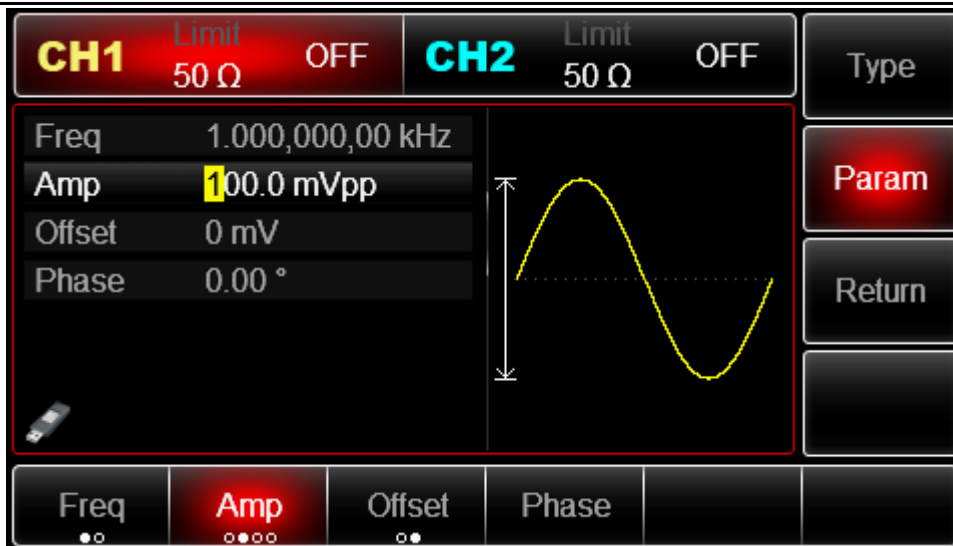 CH1 Limit 50 Ω OFF CH2 Limit 50 Ω OFF
Type
Freq 1.000,000,00 kHz
Amp 100.0 mVpp
Offset 0 mV
Phase 0.00 °
Param
Return
Freq Amp Offset Phase